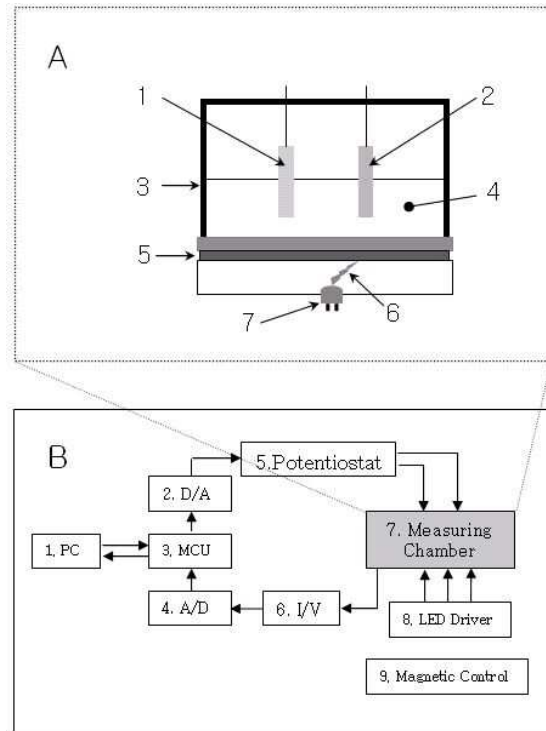 A
1
2
3
4
5
6
7
B
5.Potentiostat
2. D/A
7. Measuring
Chamber
1, PC
3, MCU
4. A/D
6. I/V
8, LED Driver
9, Magnetic Control